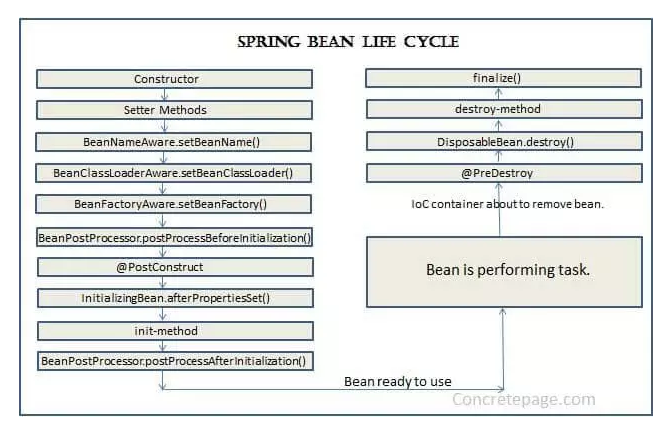 SPRING BEAN LIFE CYCLE
Constructor
Setter Methods
BeanNameAware.setBeanName()
BeanClassLoaderAware.setBeanClassLoader()
BeanFactoryAware.setBeanFactory()
BeanPostProcessor.postProcessBeforeInitialization()
@PostConstruct
InitializingBean.afterPropertiesSet()
init-method
BeanPostProcessor.postProcessAfterInitialization()
Bean ready to use
Bean is performing task.
IoC container about to remove bean.
@PreDestroy
DisposableBean.destroy()
destroy-method
finalize()
Concretepage.com